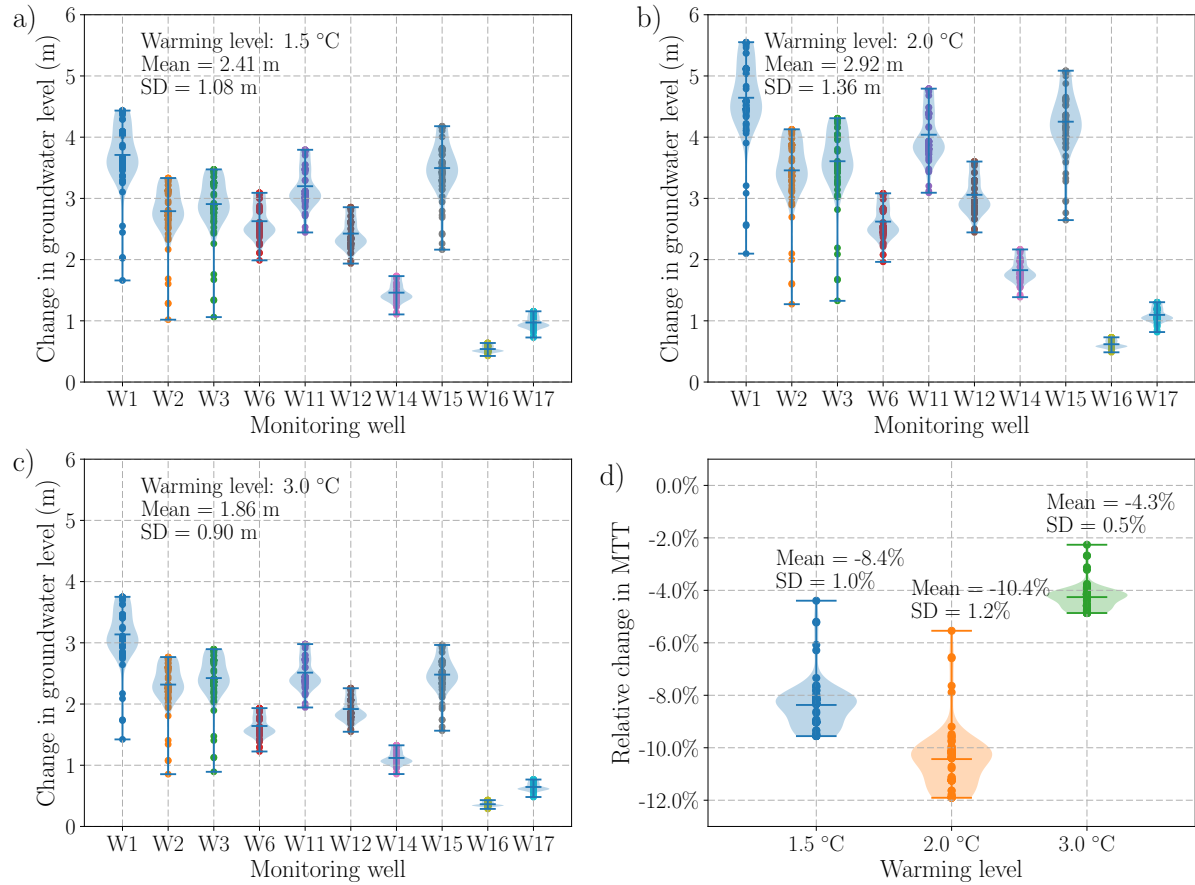 a)
Change in groundwater level (m)
6
5
4
3
2
1
0
Warming level: 1.5 °C
Mean = 2.41 m
SD = 1.08 m
W1 W2 W3 W6 W11 W12 W14 W15 W16 W17
Monitoring well
b)
Change in groundwater level (m)
6
5
4
3
2
1
0
Warming level: 2.0 °C
Mean = 2.92 m
SD = 1.36 m
W1 W2 W3 W6 W11 W12 W14 W15 W16 W17
Monitoring well
c)
Change in groundwater level (m)
6
5
4
3
2
1
0
Warming level: 3.0 °C
Mean = 1.86 m
SD = 0.90 m
W1 W2 W3 W6 W11 W12 W14 W15 W16 W17
Monitoring well
d)
Relative change in MTT
0.0%
-2.0%
-4.0%
-6.0%
-8.0%
-10.0%
-12.0%
Mean = -8.4%
SD = 1.0%
Mean = -10.4%
SD = 1.2%
Mean = -4.3%
SD = 0.5%
1.5 °C 2.0 °C 3.0 °C
Warming level